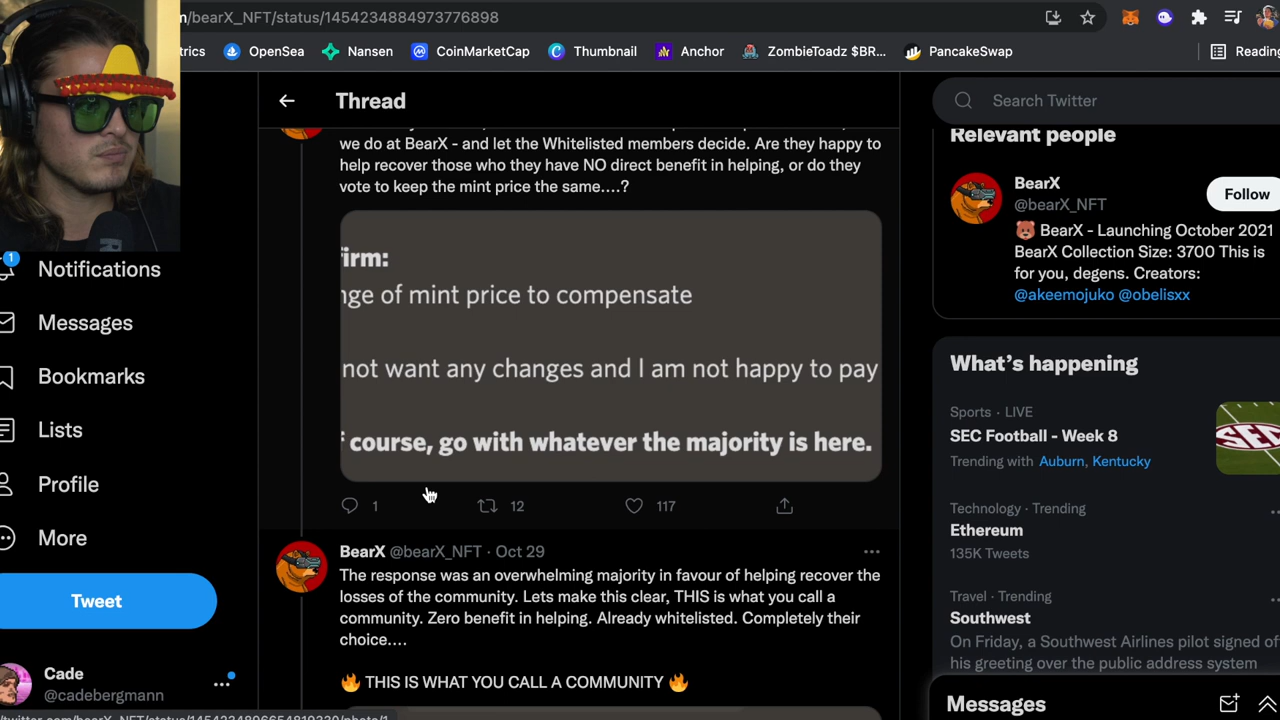 /bearX_NFT/status/1454234884973776898
trics OpenSea Nansen CoinMarketCap Thumbnail Anchor ZombieToadz $BR... PancakeSwap Reading
Thread
Search Twitter
we do at BearX - and let the Whitelisted members decide. Are they happy to
help recover those who they have NO direct benefit in helping, or do they
vote to keep the mint price the same....?
firm:
nge of mint price to compensate
not want any changes and I am not happy to pay
f course, go with whatever the majority is here.
1 12 117
BearX @bearX_NFT · Oct 29
The response was an overwhelming majority in favour of helping recover the
losses of the community. Lets make this clear, THIS is what you call a
community. Zero benefit in helping. Already whitelisted. Completely their
choice....
🔥 THIS IS WHAT YOU CALL A COMMUNITY 🔥
1
Notifications
Messages
Bookmarks
Lists
Profile
More
Tweet
Cade
@cadebergmann
Relevant people
BearX
@bearX_NFT
Follow
🐻 BearX - Launching October 2021
BearX Collection Size: 3700 This is
for you, degens. Creators:
@akeemojuko @obelisxx
What's happening
Sports · LIVE
SEC Football - Week 8
Trending with Auburn, Kentucky
SEC
Technology · Trending
Ethereum
135K Tweets
Travel · Trending
Southwest
On Friday, a Southwest Airlines pilot signed of
his greeting over the public address system
Messages